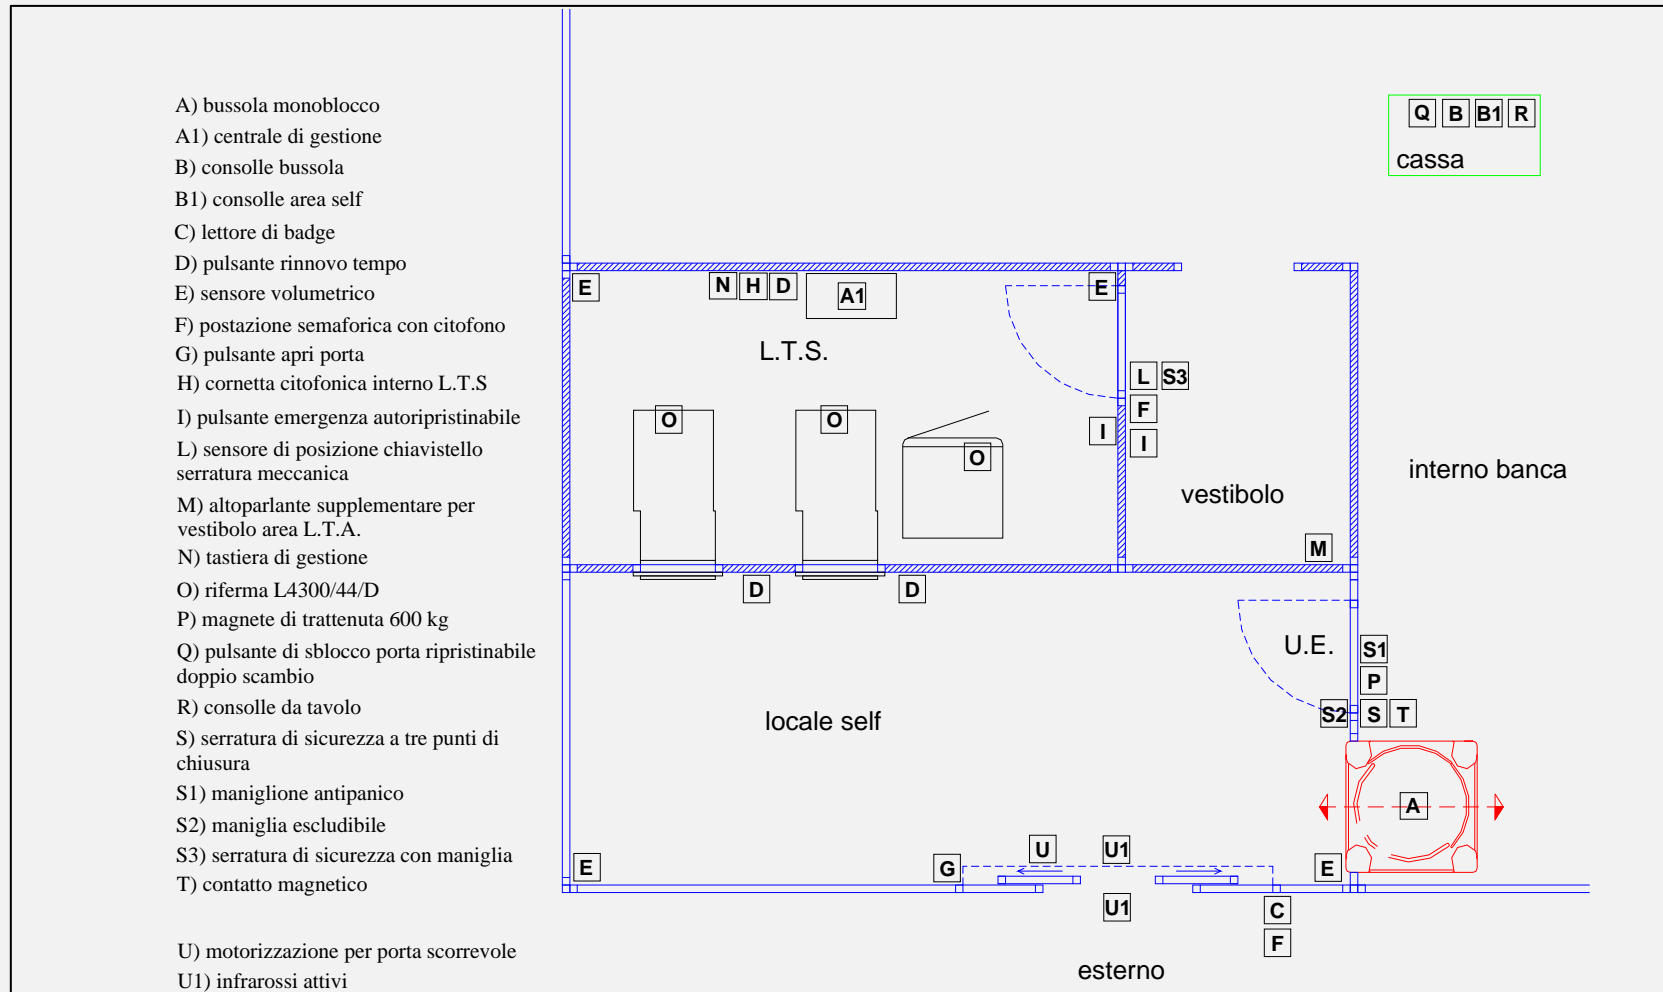 A) bussola monoblocco
A1) centrale di gestione
B) consolle bussola
B1) consolle area self
C) lettore di badge
D) pulsante rinnovo tempo
E) sensore volumetrico
F) postazione semaforica con citofono
G) pulsante apri porta
H) cornetta citofonica interno L.T.S
I) pulsante emergenza autoripristinabile
L) sensore di posizione chiavistello
serratura meccanica
M) altoparlante supplementare per
vestibolo area L.T.A.
N) tastiera di gestione
O) riferma L4300/44/D
P) magnete di trattenuta 600 kg
Q) pulsante di sblocco porta ripristinabile
doppio scambio
R) consolle da tavolo
S) serratura di sicurezza a tre punti di
chiusura
S1) maniglione antipanico
S2) maniglia escludibile
S3) serratura di sicurezza con maniglia
T) contatto magnetico
U) motorizzazione per porta scorrevole
U1) infrarossi attivi
Q B B1 R
cassa
E N H D A1 E
L.T.S.
L S3
F
I I
O O O
interno banca
vestibolo
M
D D
U.E.
S1
P
S2 S T
locale self
A
E G U U1 E
U1
C
F
esterno